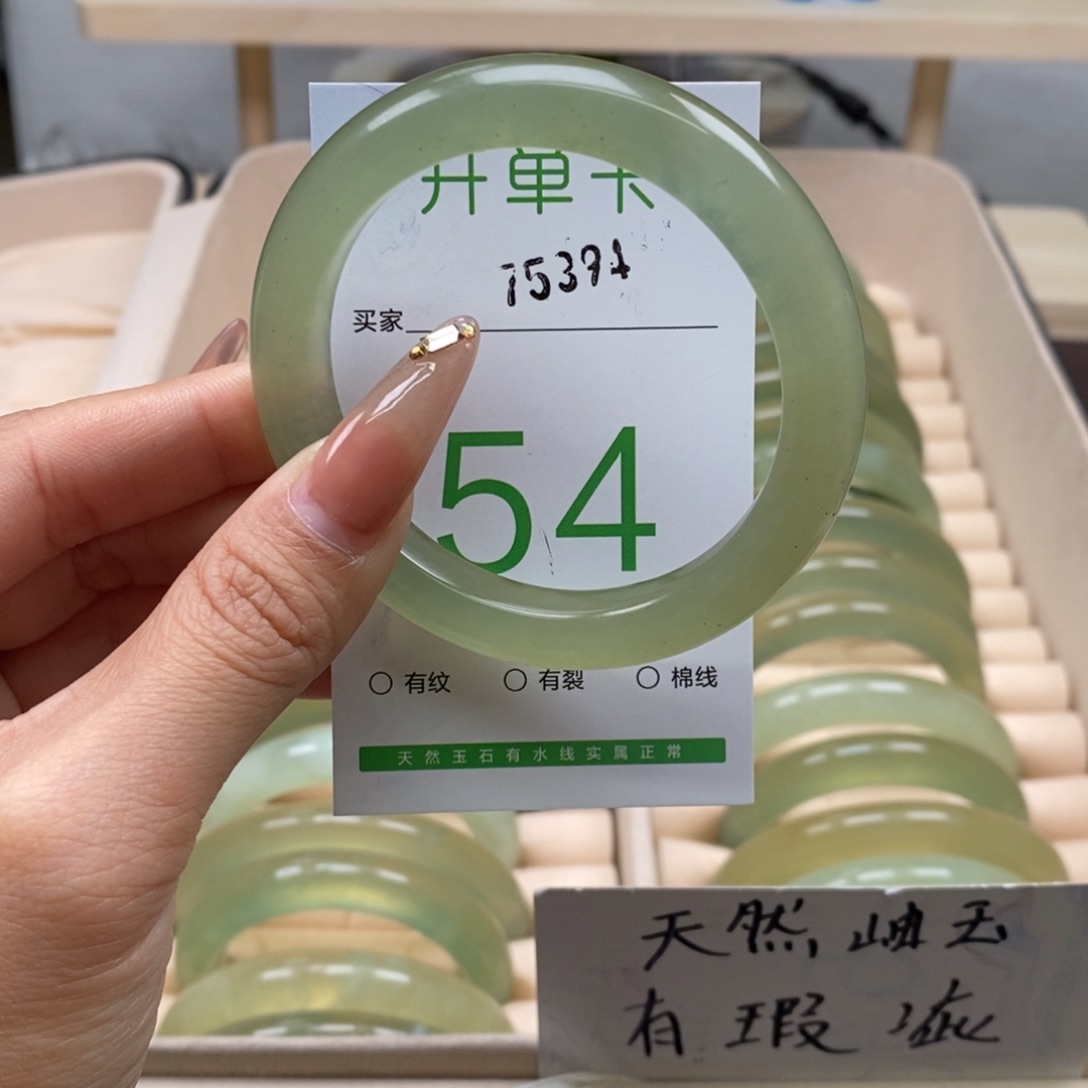 开单卡
15394
买家
54
○ 有纹 ○ 有裂 ○ 棉线
天然玉石有水线实属正常
天然岫玉
有瑕疵